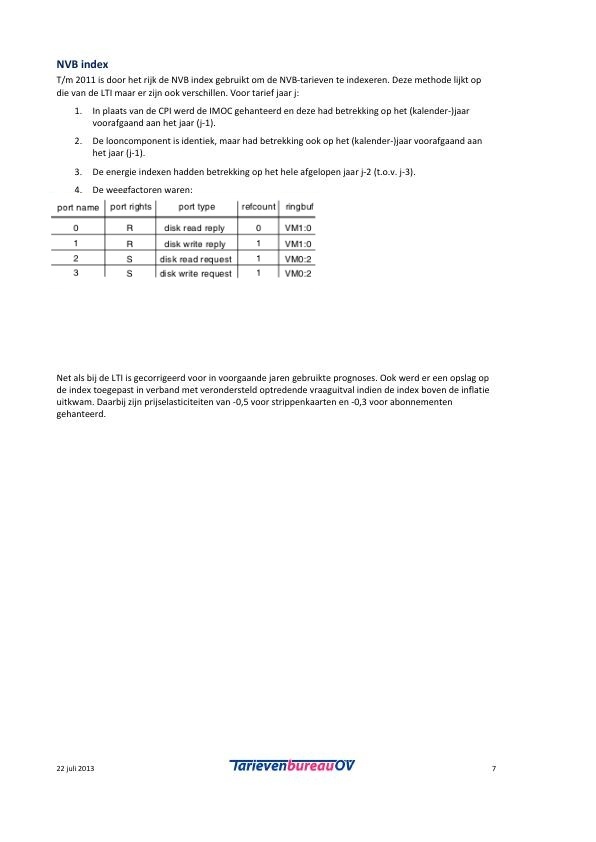 NVB index
T/m 2011 is door het rijk de NVB index gebruikt om de NVB-tarieven te indexeren. Deze methode lijkt op
die van de LTI maar er zijn ook verschillen. Voor tarief jaar j:
1. In plaats van de CPI werd de IMOC gehanteerd en deze had betrekking op het (kalender-)jaar
voorafgaand aan het jaar (j-1).
2. De looncomponent is identiek, maar had betrekking ook op het (kalender-)jaar voorafgaand aan
het jaar (j-1).
3. De energie indexen hadden betrekking op het hele afgelopen jaar j-2 (t.o.v. j-3).
4. De weegfactoren waren:
port name port rights port type refcount ringbuf
0 R disk read reply 0 VM1:0
1 R disk write reply 1 VM1:0
2 S disk read request 1 VM0:2
3 S disk write request 1 VM0:2
Net als bij de LTI is gecorrigeerd voor in voorgaande jaren gebruikte prognoses. Ook werd er een opslag op
de index toegepast in verband met verondersteld optredende vraaguitval indien de index boven de inflatie
uitkwam. Daarbij zijn prijselasticiteiten van -0,5 voor strippenkaarten en -0,3 voor abonnementen
gehanteerd.
22 juli 2013 TarievenbureauOV 7